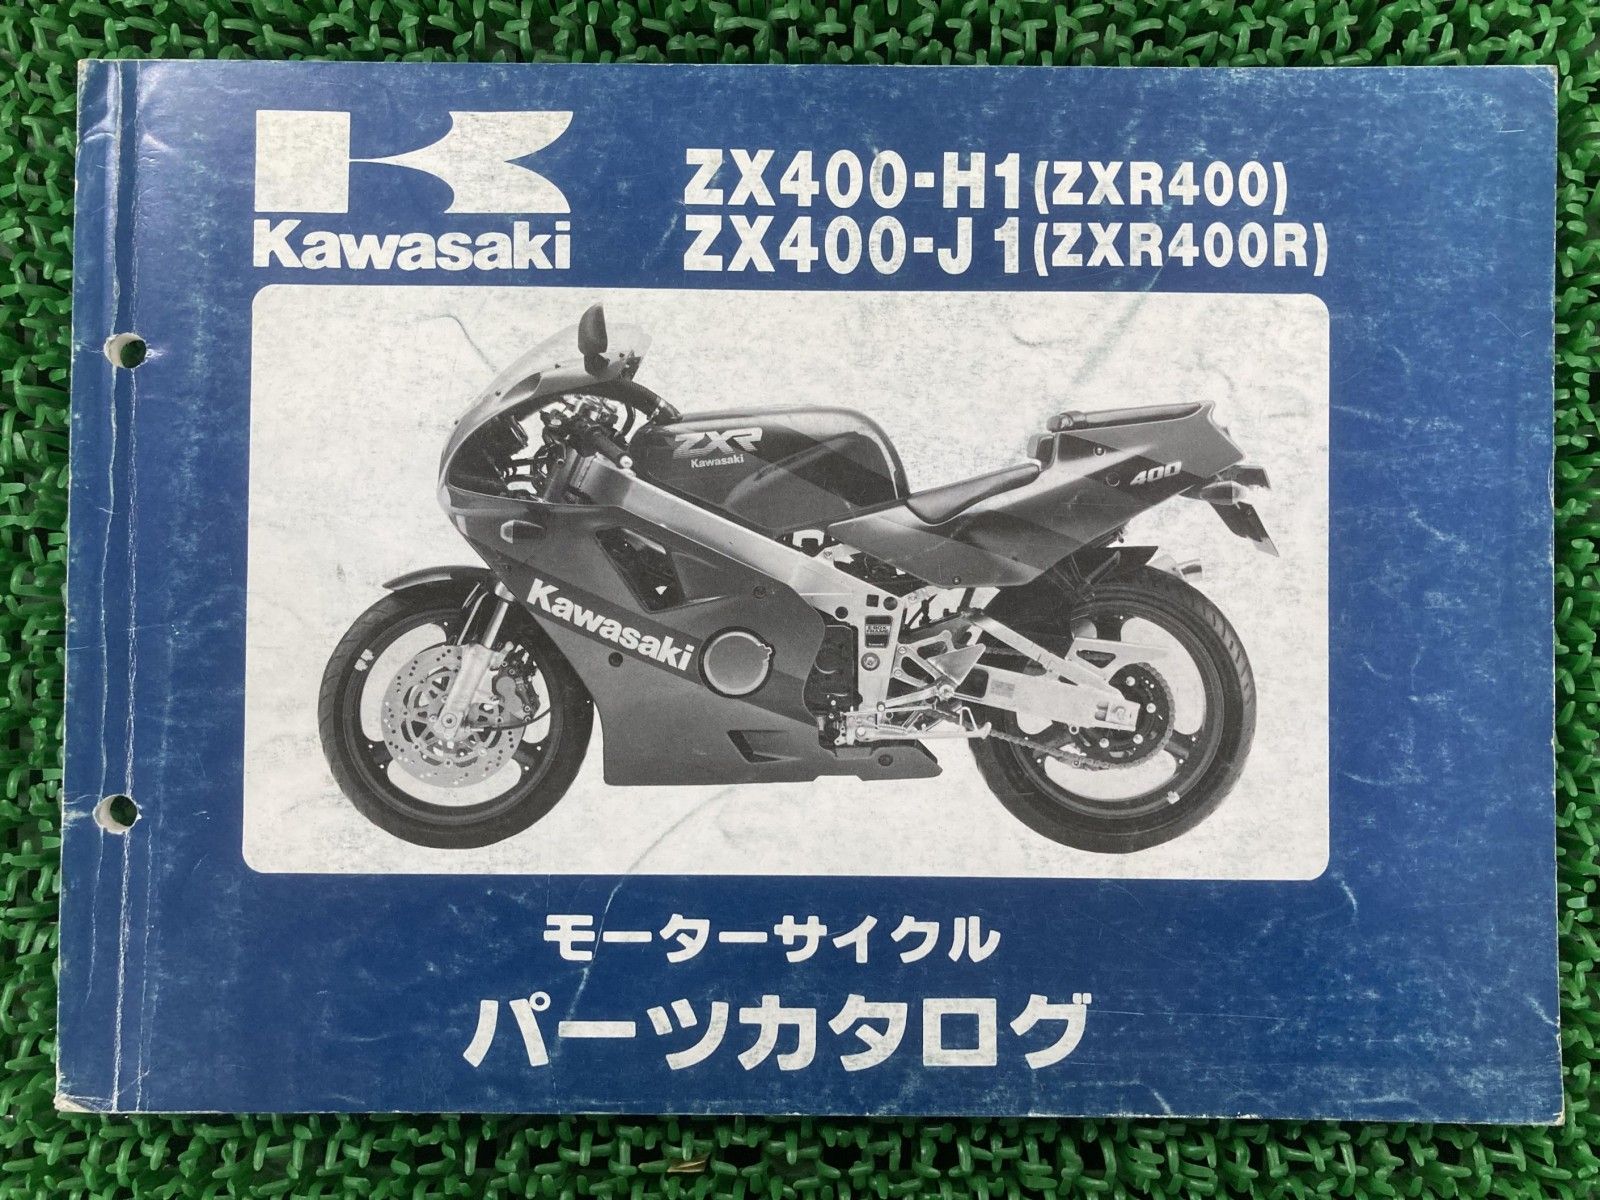 Kawasaki
ZX400-H1(ZXR400)
ZX400-J1(ZXR400R)
ZXR
Kawasaki
400
Kawasaki
モーターサイクル
パーツカタログ